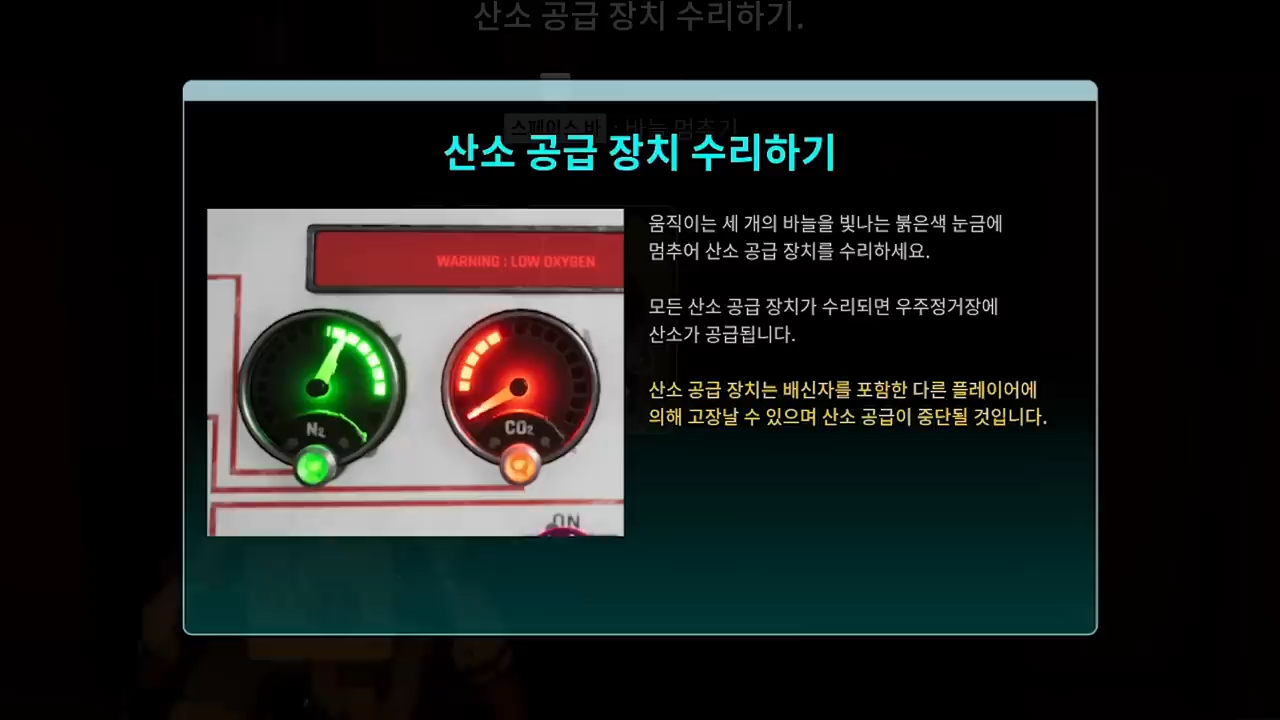 산소 공급 장치 수리하기.
스페이스 바 : 바늘 멈추기
산소 공급 장치 수리하기
WARNING : LOW OXYGEN
N₂
CO₂
ON
움직이는 세 개의 바늘을 빛나는 붉은색 눈금에
멈추어 산소 공급 장치를 수리하세요.
모든 산소 공급 장치가 수리되면 우주정거장에
산소가 공급됩니다.
산소 공급 장치는 배신자를 포함한 다른 플레이어에
의해 고장날 수 있으며 산소 공급이 중단될 것입니다.